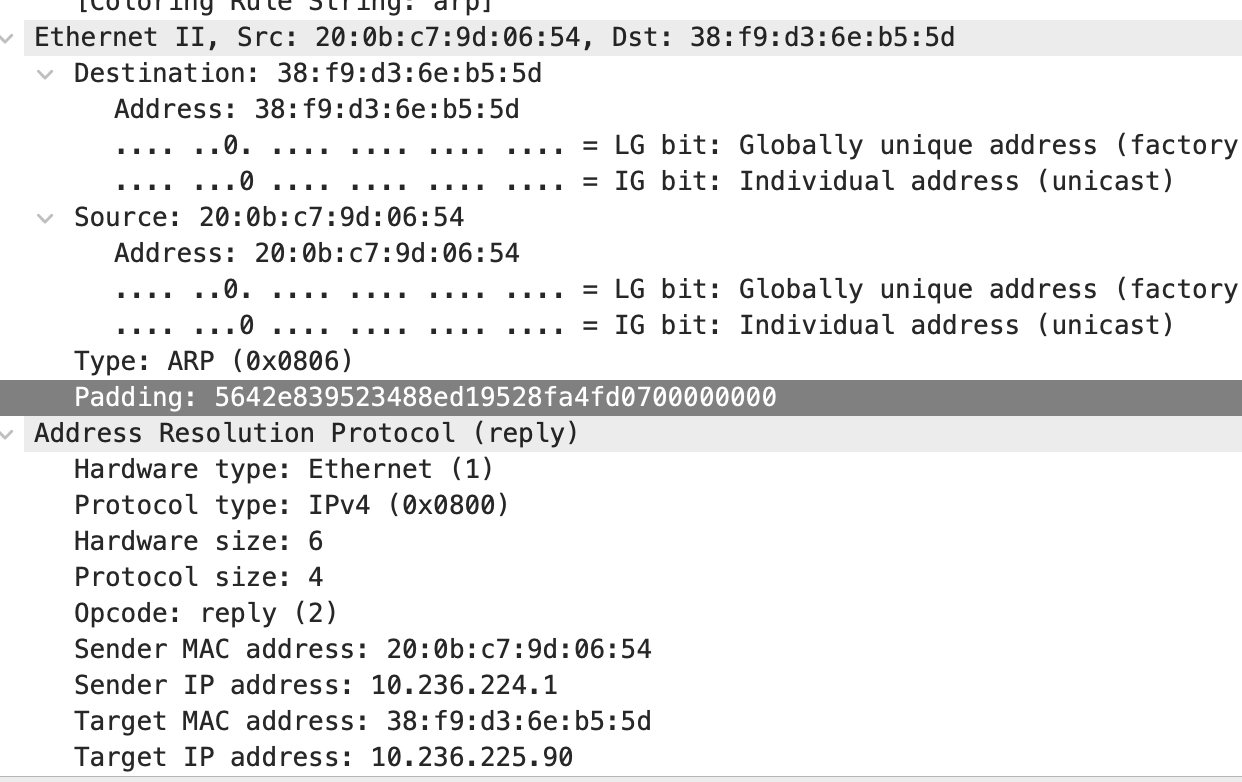 [Coloring Rule String: arp]
Ethernet II, Src: 20:0b:c7:9d:06:54, Dst: 38:f9:d3:6e:b5:5d
Destination: 38:f9:d3:6e:b5:5d
Address: 38:f9:d3:6e:b5:5d
.... ..0. .... .... .... .... = LG bit: Globally unique address (factory
.... ...0 .... .... .... .... = IG bit: Individual address (unicast)
Source: 20:0b:c7:9d:06:54
Address: 20:0b:c7:9d:06:54
.... ..0. .... .... .... .... = LG bit: Globally unique address (factory
.... ...0 .... .... .... .... = IG bit: Individual address (unicast)
Type: ARP (0x0806)
Padding: 5642e839523488ed19528fa4fd0700000000
Address Resolution Protocol (reply)
Hardware type: Ethernet (1)
Protocol type: IPv4 (0x0800)
Hardware size: 6
Protocol size: 4
Opcode: reply (2)
Sender MAC address: 20:0b:c7:9d:06:54
Sender IP address: 10.236.224.1
Target MAC address: 38:f9:d3:6e:b5:5d
Target IP address: 10.236.225.90